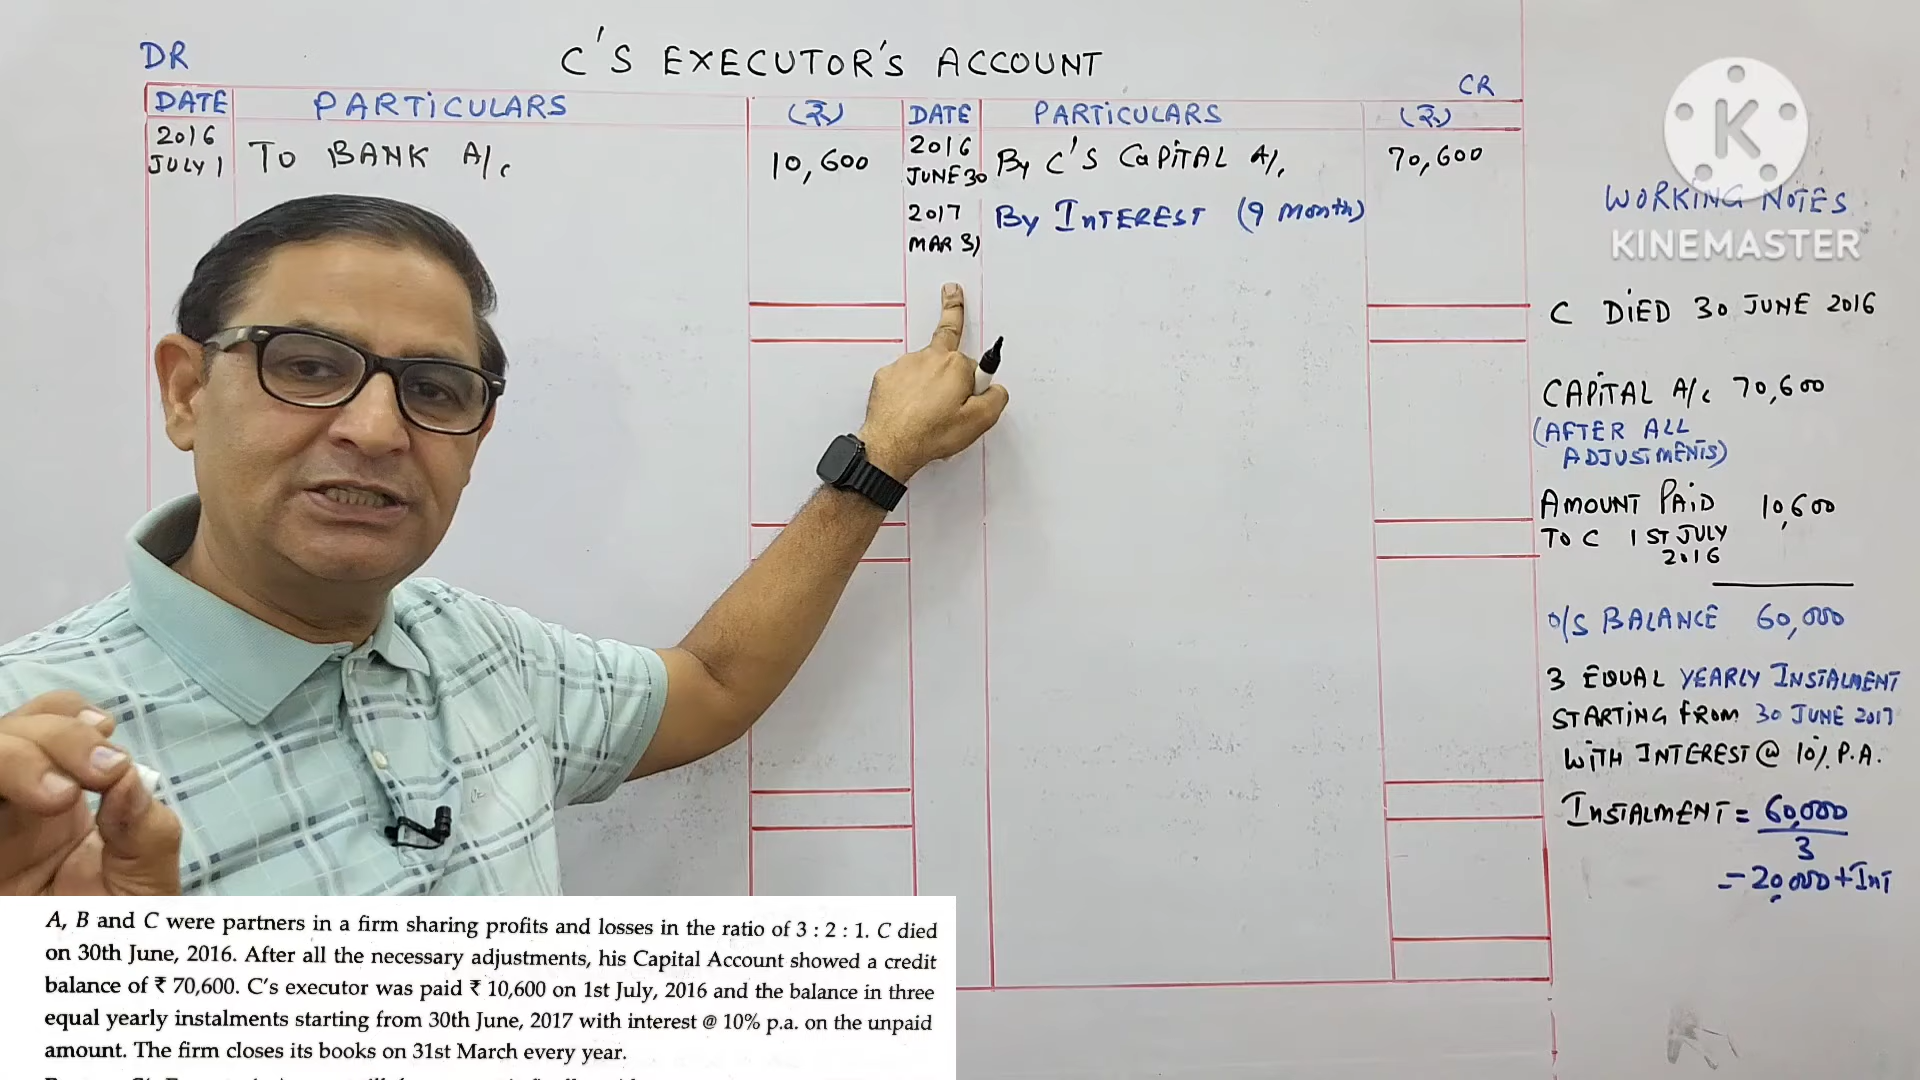 DR
C'S EXECUTOR'S ACCOUNT
CR
DATE PARTICULARS (₹) DATE PARTICULARS (₹)
2016
JULY 1 TO BANK A/c 10,600
2016
JUNE 30 By C'S CaPiTAL A/c 70,600
2017
MAR 31 By InTEREST (9 Month)
K
KINEMASTER
WORKING NOTES
C DiED 30 JUNE 2016
CAPiTAL A/c 70,600
(AFTER ALL
ADJUSTMENTS)
AMOUNT PAiD 10,600
TO C 1 ST JULY
2016
O/S BALANCE 60,000
3 EQUAL YEARLY INSTALMENT
STARTING FROM 30 JUNE 2017
WiTH INTEREST @ 10% P.A.
INSTALMENT = 60,000
3
= 20,000 + INT
A, B and C were partners in a firm sharing profits and losses in the ratio of 3 : 2 : 1. C died
on 30th June, 2016. After all the necessary adjustments, his Capital Account showed a credit
balance of ₹ 70,600. C's executor was paid ₹ 10,600 on 1st July, 2016 and the balance in three
equal yearly instalments starting from 30th June, 2017 with interest @ 10% p.a. on the unpaid
amount. The firm closes its books on 31st March every year.